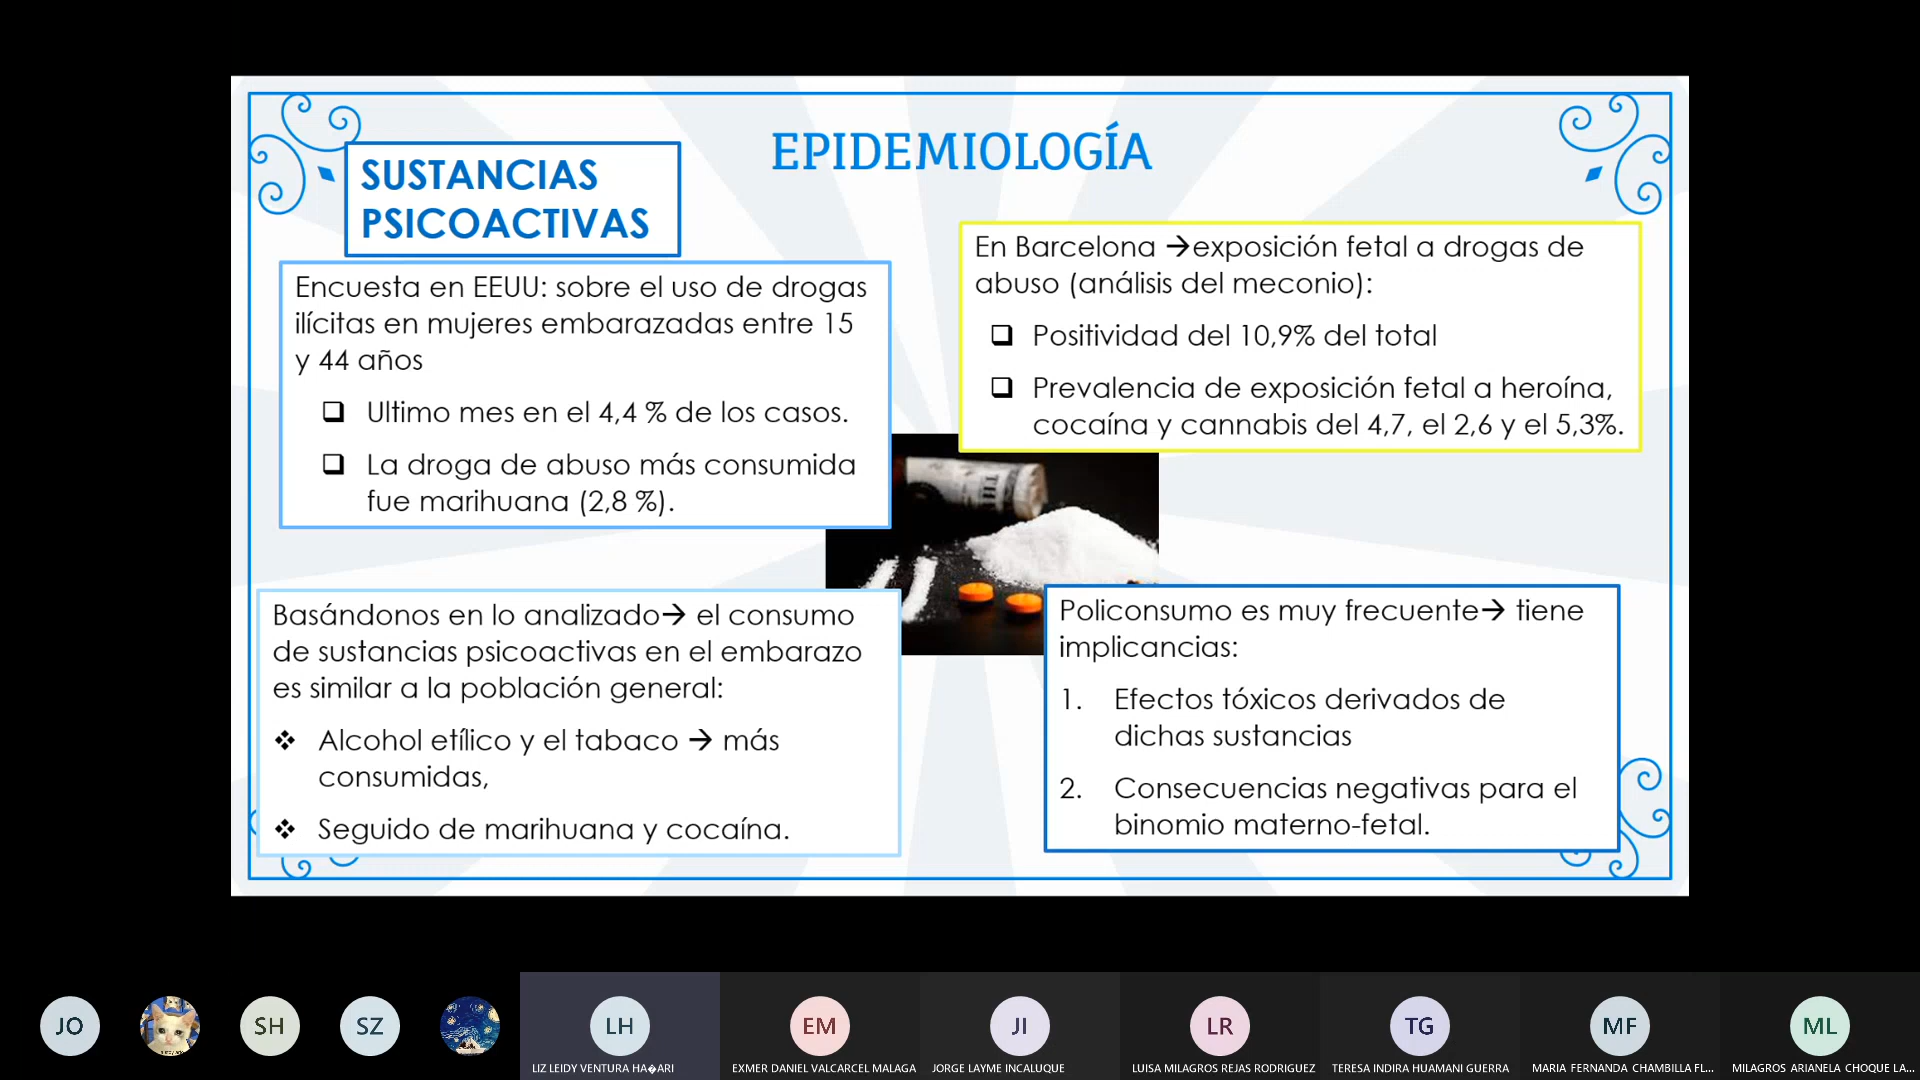 EPIDEMIOLOGÍA
SUSTANCIAS
PSICOACTIVAS
Encuesta en EEUU: sobre el uso de drogas
ilícitas en mujeres embarazadas entre 15
y 44 años
❑ Ultimo mes en el 4,4 % de los casos.
❑ La droga de abuso más consumida
fue marihuana (2,8 %).
En Barcelona →exposición fetal a drogas de
abuso (análisis del meconio):
❑ Positividad del 10,9% del total
❑ Prevalencia de exposición fetal a heroína,
cocaína y cannabis del 4,7, el 2,6 y el 5,3%.
Basándonos en lo analizado→ el consumo
de sustancias psicoactivas en el embarazo
es similar a la población general:
❖ Alcohol etílico y el tabaco → más
consumidas,
❖ Seguido de marihuana y cocaína.
Policonsumo es muy frecuente→ tiene
implicancias:
1. Efectos tóxicos derivados de
dichas sustancias
2. Consecuencias negativas para el
binomio materno-fetal.
JO
SH
SZ
LH
EM
JI
LR
TG
MF
ML
LIZ LEIDY VENTURA HA�ARI
EXMER DANIEL VALCARCEL MALAGA
JORGE LAYME INCALUQUE
LUISA MILAGROS REJAS RODRIGUEZ
TERESA INDIRA HUAMANI GUERRA
MARIA FERNANDA CHAMBILLA FL...
MILAGROS ARIANELA CHOQUE LA...